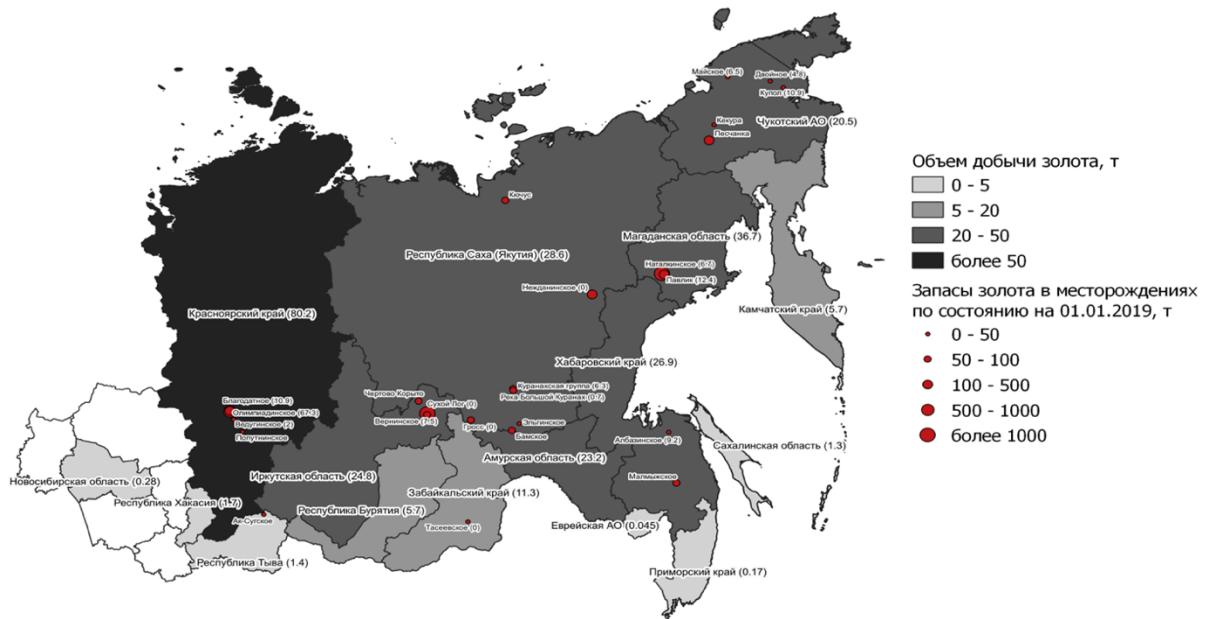 Майское (6.5)
Двойное (4.8)
Купол (10.9)
Кекура
Чукотский АО (20.5)
Песчанка
Кючус
Магаданская область (36.7)
Республика Саха (Якутия) (28.6)
Наталкинское (6.7)
Павлик (12.4)
Нежданинское (0)
Красноярский край (80.2)
Камчатский край (5.7)
Хабаровский край (26.9)
Куранахская группа (6.3)
Река Большой Куранах (0.7)
Чертово Корыто
Сухой Лог (0)
Вернинское (7.5)
Гросс (0)
Эльгинское
Бамское
Благодатное (10.9)
Олимпиадинское (67.3)
Ведугинское (2)
Попутнинское
Албазинское (9.2)
Сахалинская область (1.3)
Амурская область (23.2)
Малмыжское
Новосибирская область (0.28)
Иркутская область (24.8)
Забайкальский край (11.3)
Республика Хакасия (1.7)
Республика Бурятия (5.7)
Ак-Сугское
Тасеевское (0)
Еврейская АО (0.045)
Республика Тыва (1.4)
Приморский край (0.17)
Объем добычи золота, т
0 - 5
5 - 20
20 - 50
более 50
Запасы золота в месторождениях
по состоянию на 01.01.2019, т
0 - 50
50 - 100
100 - 500
500 - 1000
более 1000